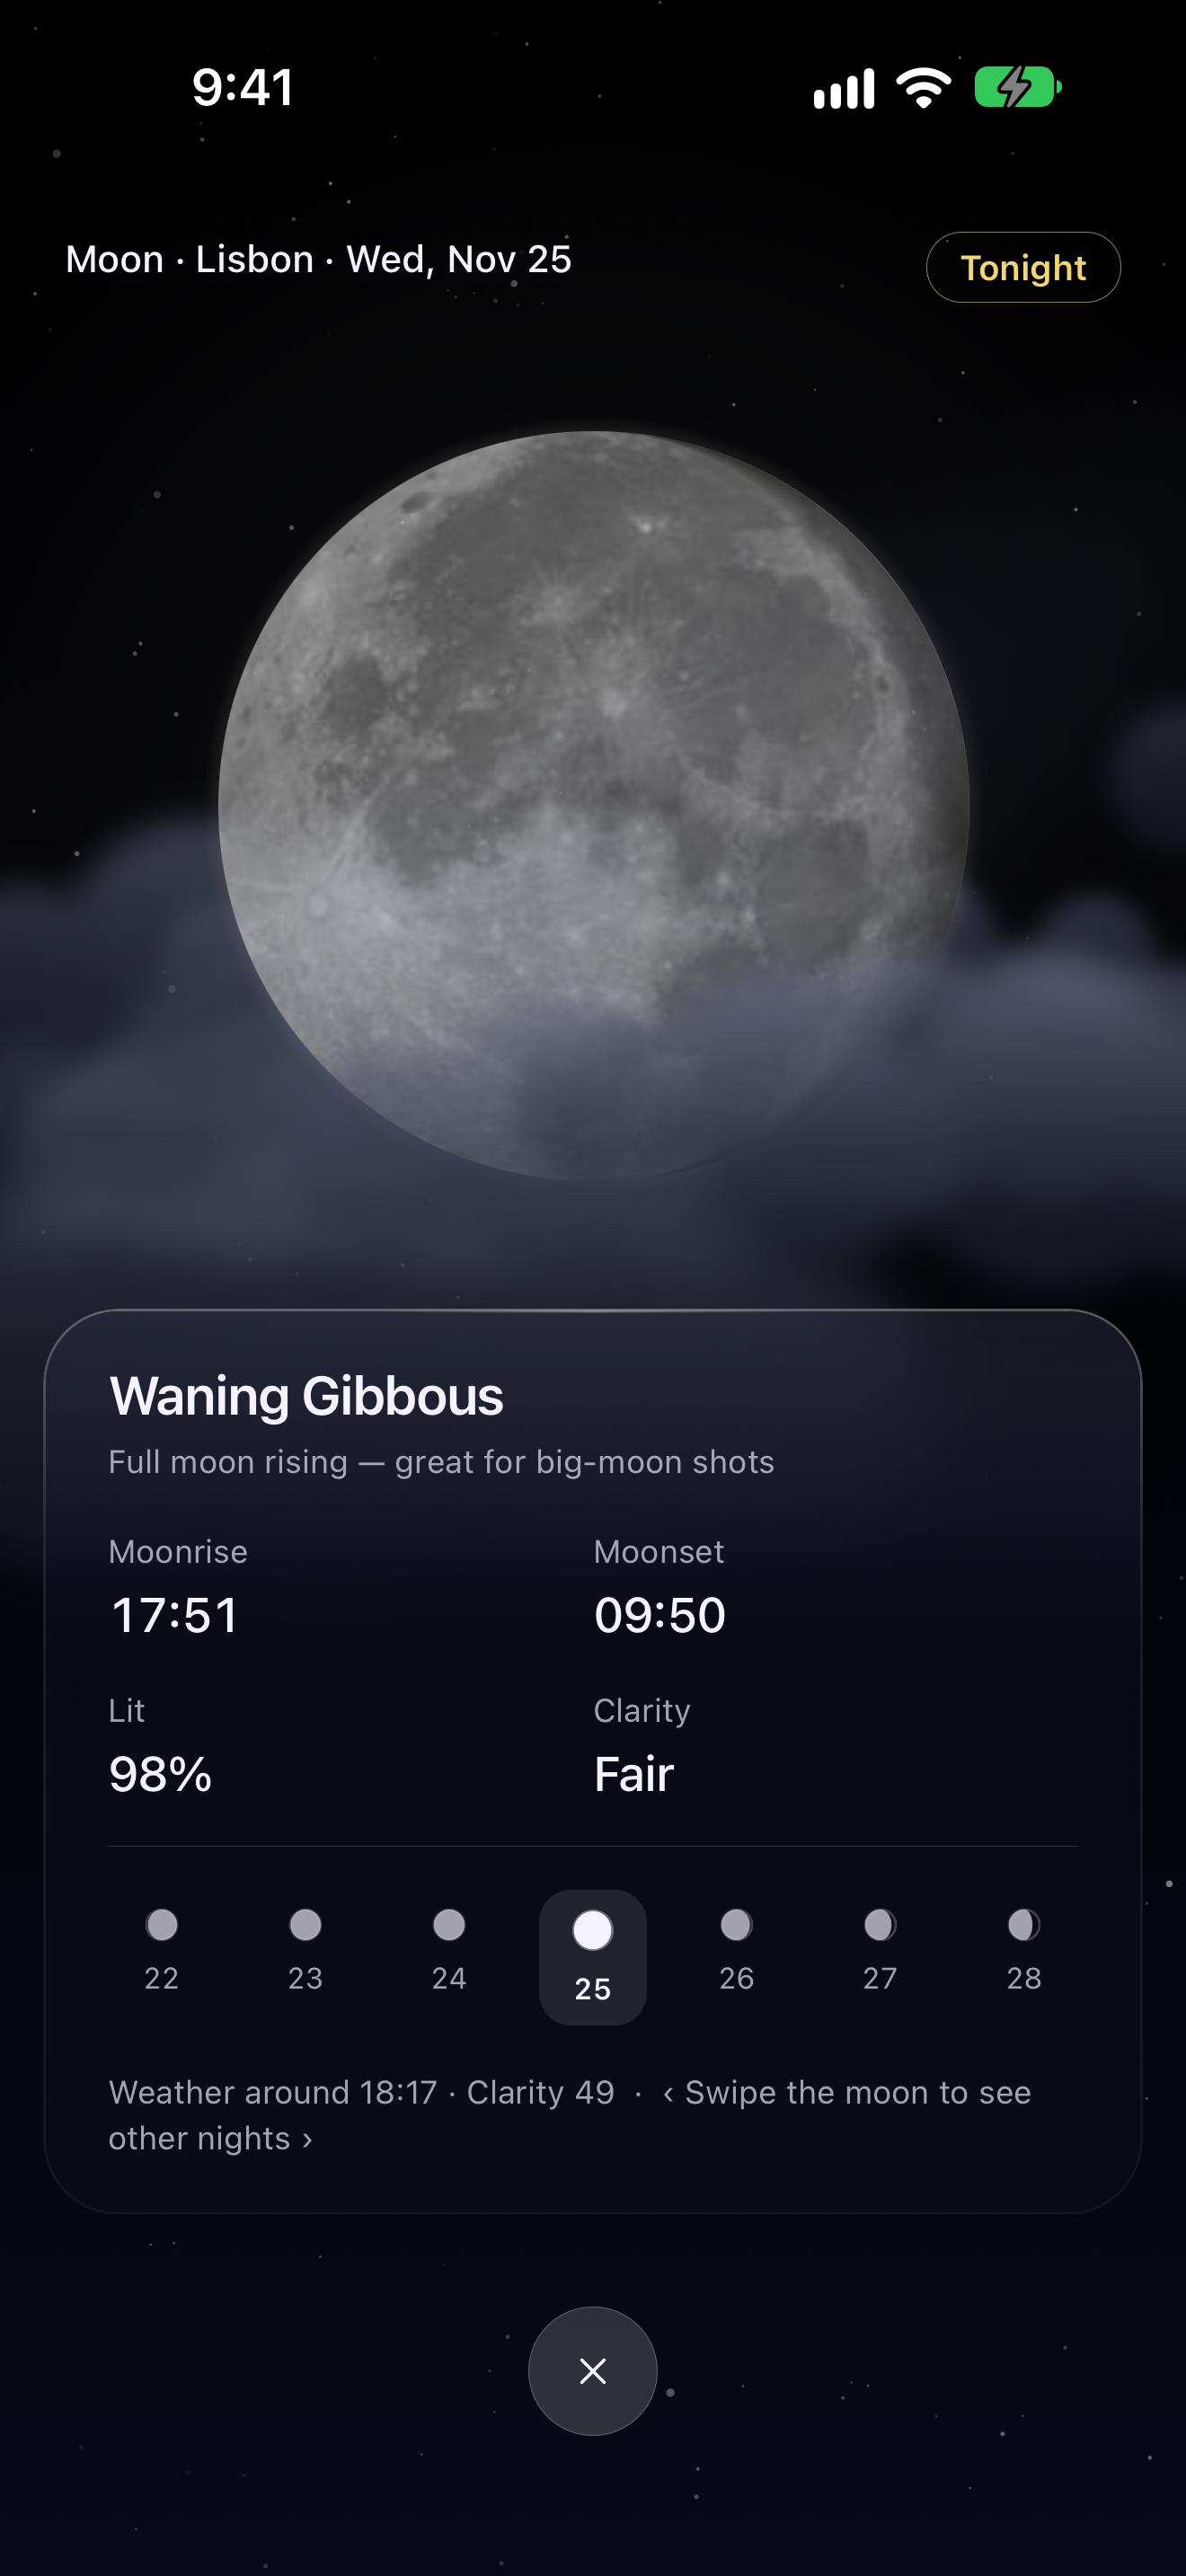 9:41
Moon · Lisbon · Wed, Nov 25
Tonight
Waning Gibbous
Full moon rising — great for big-moon shots
Moonrise
Moonset
17:51
09:50
Lit
Clarity
98%
Fair
22 23 24 25 26 27 28
Weather around 18:17 · Clarity 49 · ‹ Swipe the moon to see
other nights ›